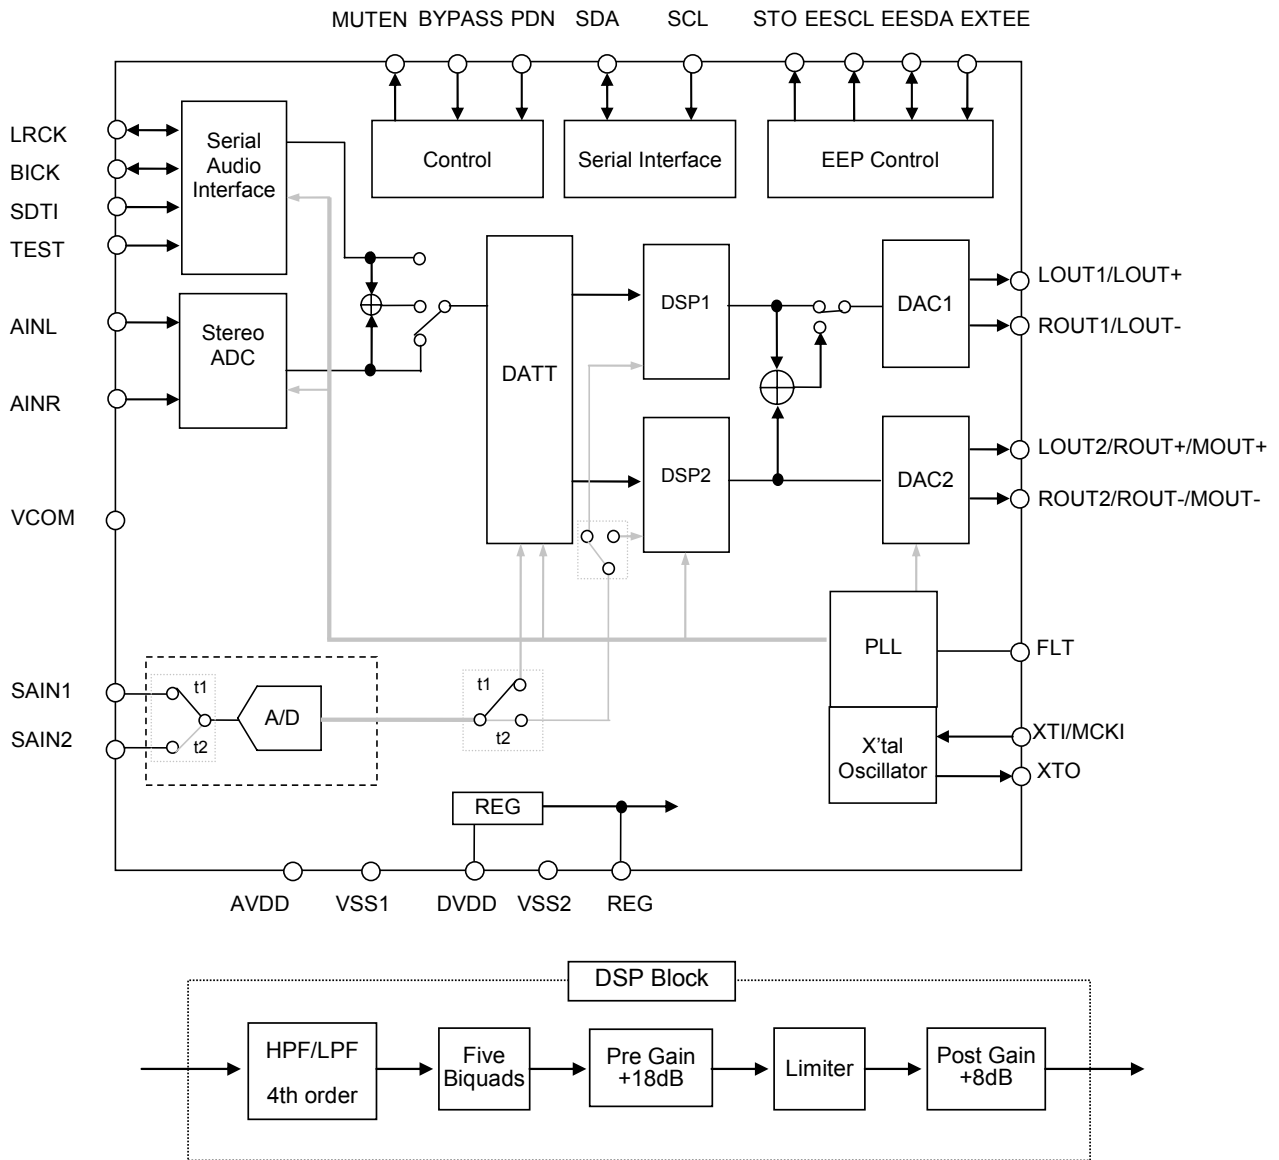 MUTEN BYPASS PDN SDA SCL STO EESCL EESDA EXTEE
LRCK
BICK
SDTI
TEST
Serial
Audio
Interface
Control
Serial Interface
EEP Control
AINL
AINR
Stereo
ADC
DATT
DSP1
DSP2
DAC1
DAC2
LOUT1/LOUT+
ROUT1/LOUT-
LOUT2/ROUT+/MOUT+
ROUT2/ROUT-/MOUT-
VCOM
PLL
FLT
SAIN1
SAIN2
t1
t2
A/D
t1
t2
X'tal
Oscillator
XTI/MCKI
XTO
REG
AVDD VSS1 DVDD VSS2 REG
DSP Block
HPF/LPF
4th order
Five
Biquads
Pre Gain
+18dB
Limiter
Post Gain
+8dB